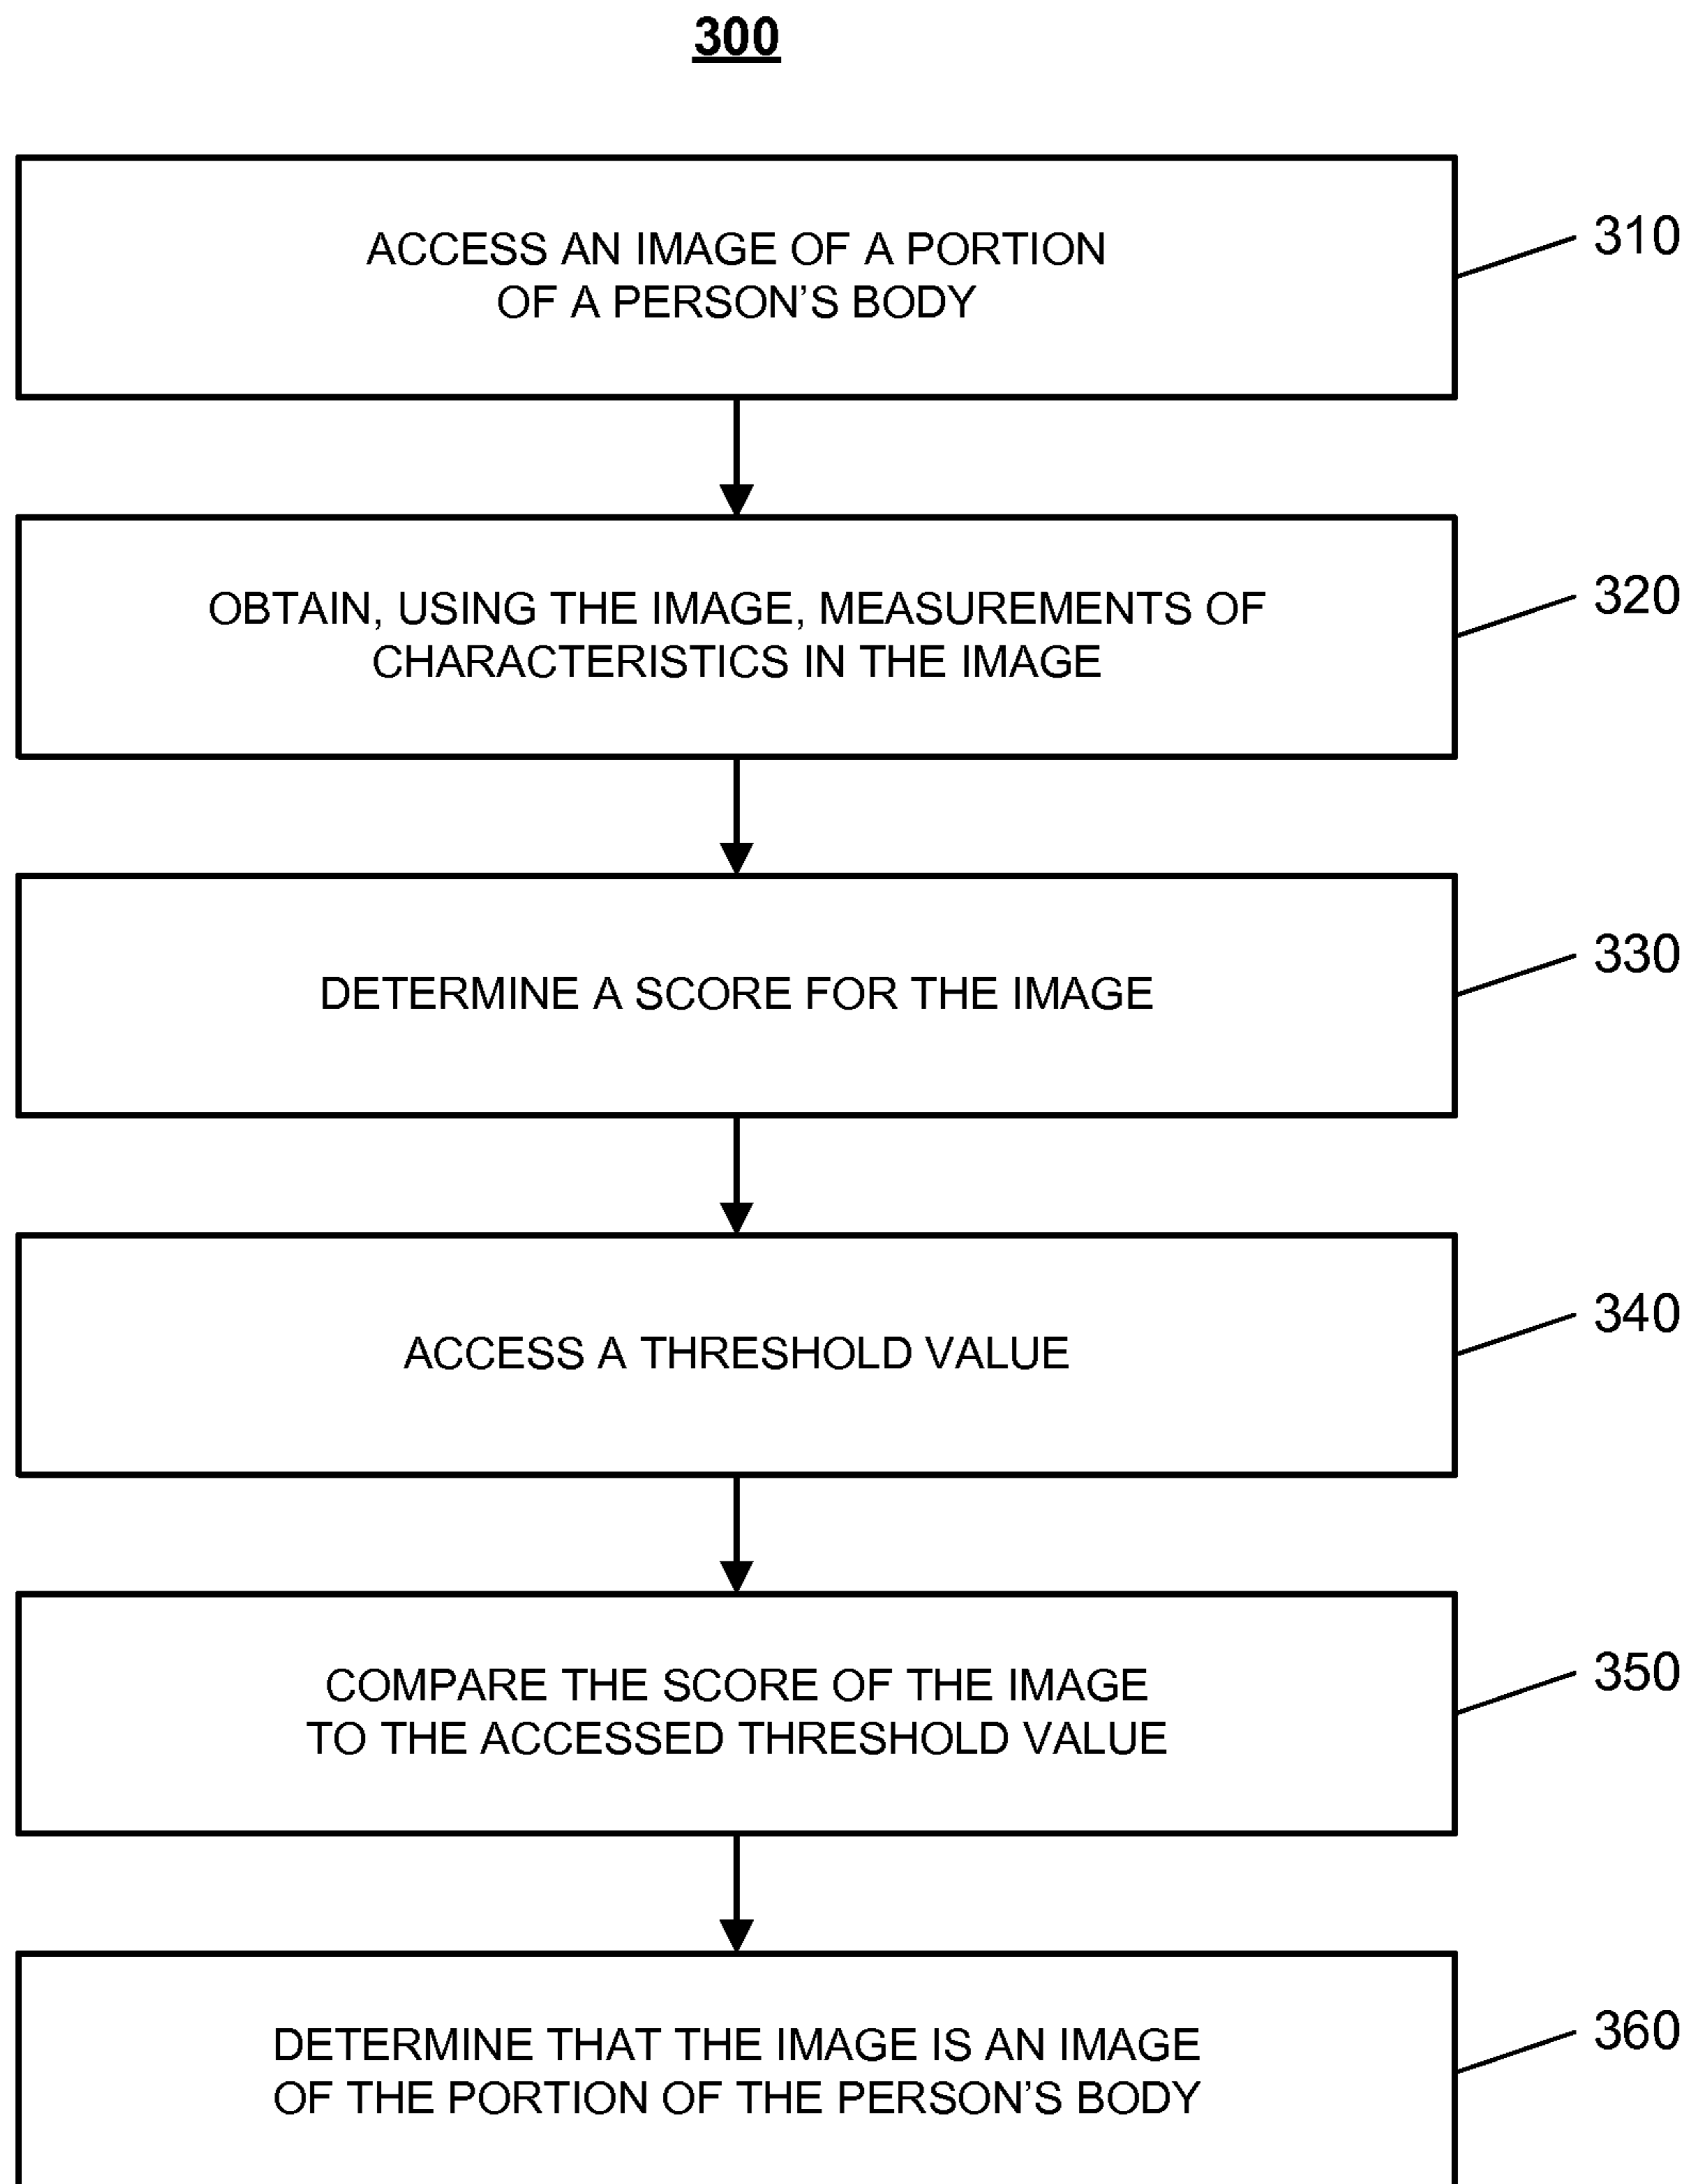 300
ACCESS AN IMAGE OF A PORTION
OF A PERSON'S BODY
310
OBTAIN, USING THE IMAGE, MEASUREMENTS OF
CHARACTERISTICS IN THE IMAGE
320
DETERMINE A SCORE FOR THE IMAGE
330
ACCESS A THRESHOLD VALUE
340
COMPARE THE SCORE OF THE IMAGE
TO THE ACCESSED THRESHOLD VALUE
350
DETERMINE THAT THE IMAGE IS AN IMAGE
OF THE PORTION OF THE PERSON'S BODY
360